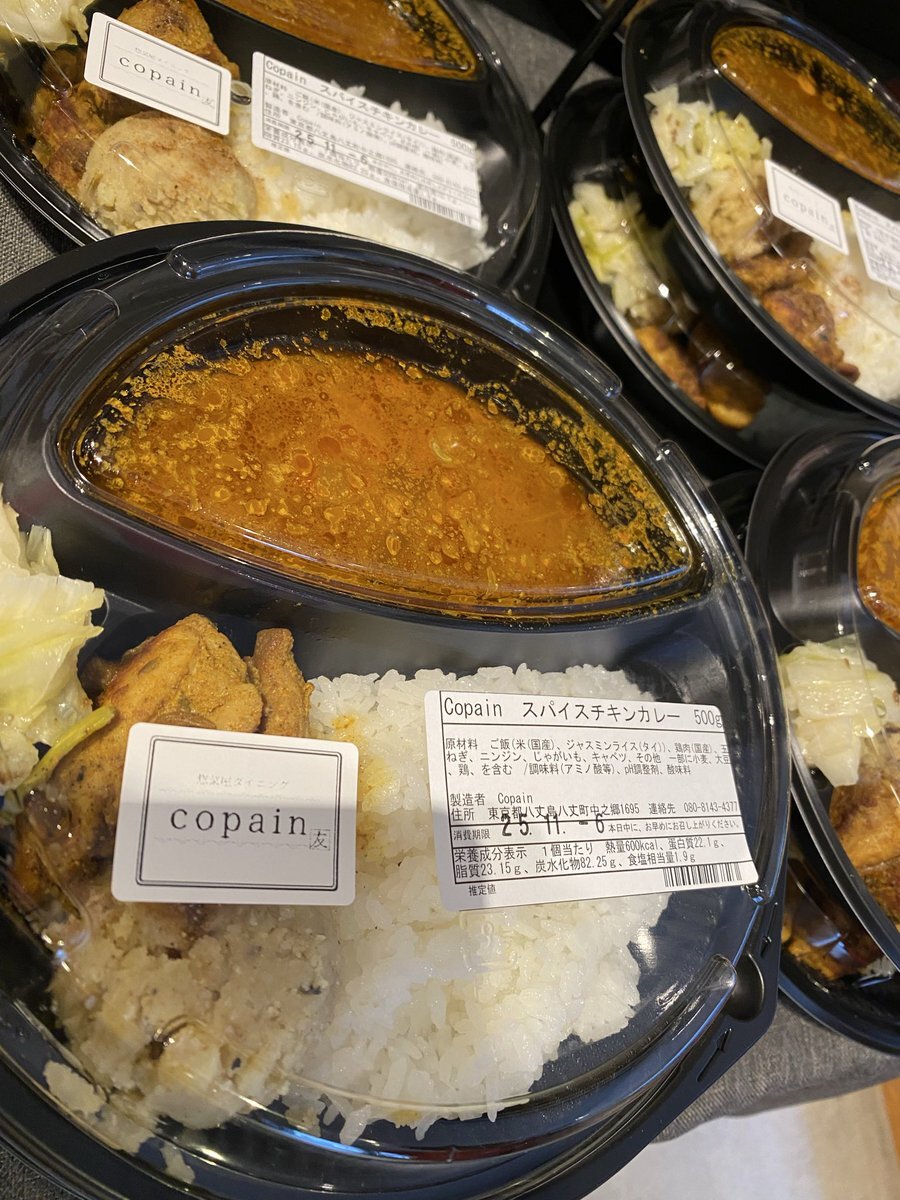 惣菜屋ダイニング
copain
友
Copain スパイスチキンカレー 500g
copain
Copain スパイスチキンカレー 500g
原材料 ご飯(米(国産)、ジャスミンライス(タイ))、鶏肉(国産)、玉
ねぎ、ニンジン、じゃがいも、キャベツ、その他 一部に小麦、大豆
、鶏、を含む /調味料(アミノ酸等)、pH調整剤、酸味料
製造者 Copain
住所 東京都八丈島八丈町中之郷1695 連絡先 080-8143-4377
消費期限 25.11.-6 本日中に、お早めにお召し上がりください。
栄養成分表示 1個当たり 熱量600kcal、蛋白質22.1g、
脂質23.15g、炭水化物82.25g、食塩相当量1.9g
推定値
惣菜屋ダイニング
copain
友